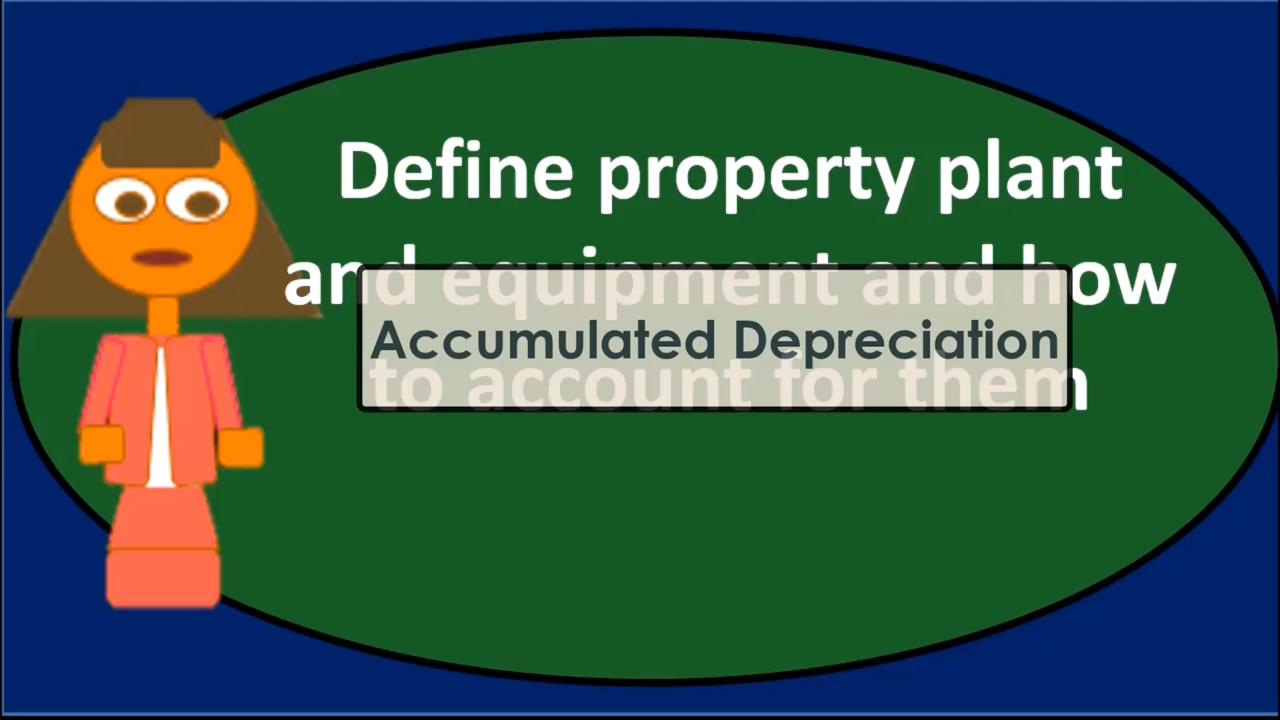 Define property plant
and equipment and how
Accumulated Depreciation
to account for them